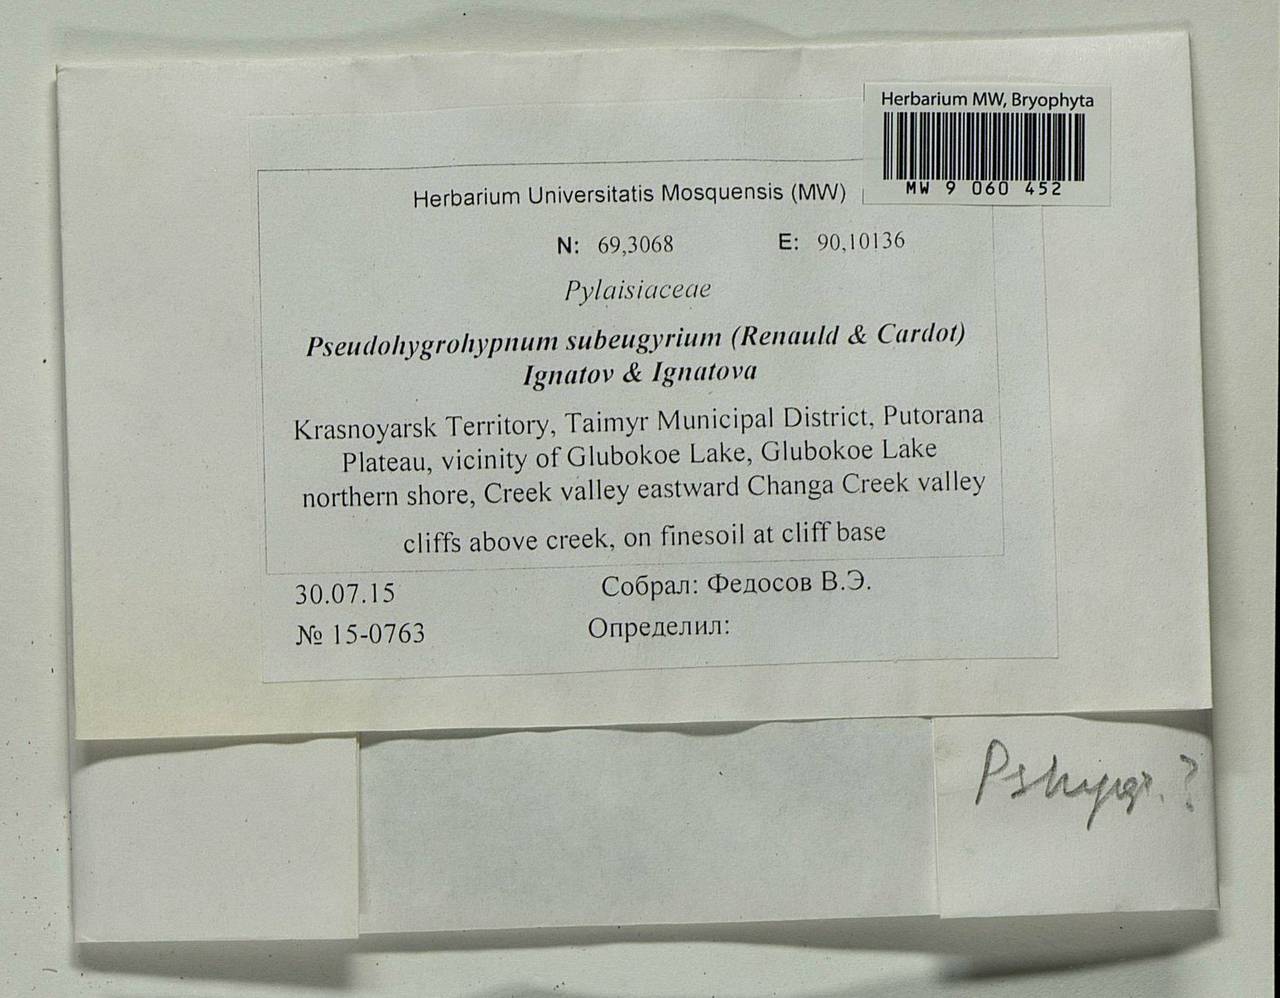 Herbarium MW, Bryophyta
MW 9 060 452
Herbarium Universitatis Mosquensis (MW)
N: 69,3068 E: 90,10136
Pylaisiaceae
Pseudohygrohypnum subeugyrium (Renauld & Cardot)
Ignatov & Ignatova
Krasnoyarsk Territory, Taimyr Municipal District, Putorana
Plateau, vicinity of Glubokoe Lake, Glubokoe Lake
northern shore, Creek valley eastward Changa Creek valley
cliffs above creek, on finesoil at cliff base
30.07.15 Собрал: Федосов В.Э.
№ 15-0763 Определил:
Pshygr. ?